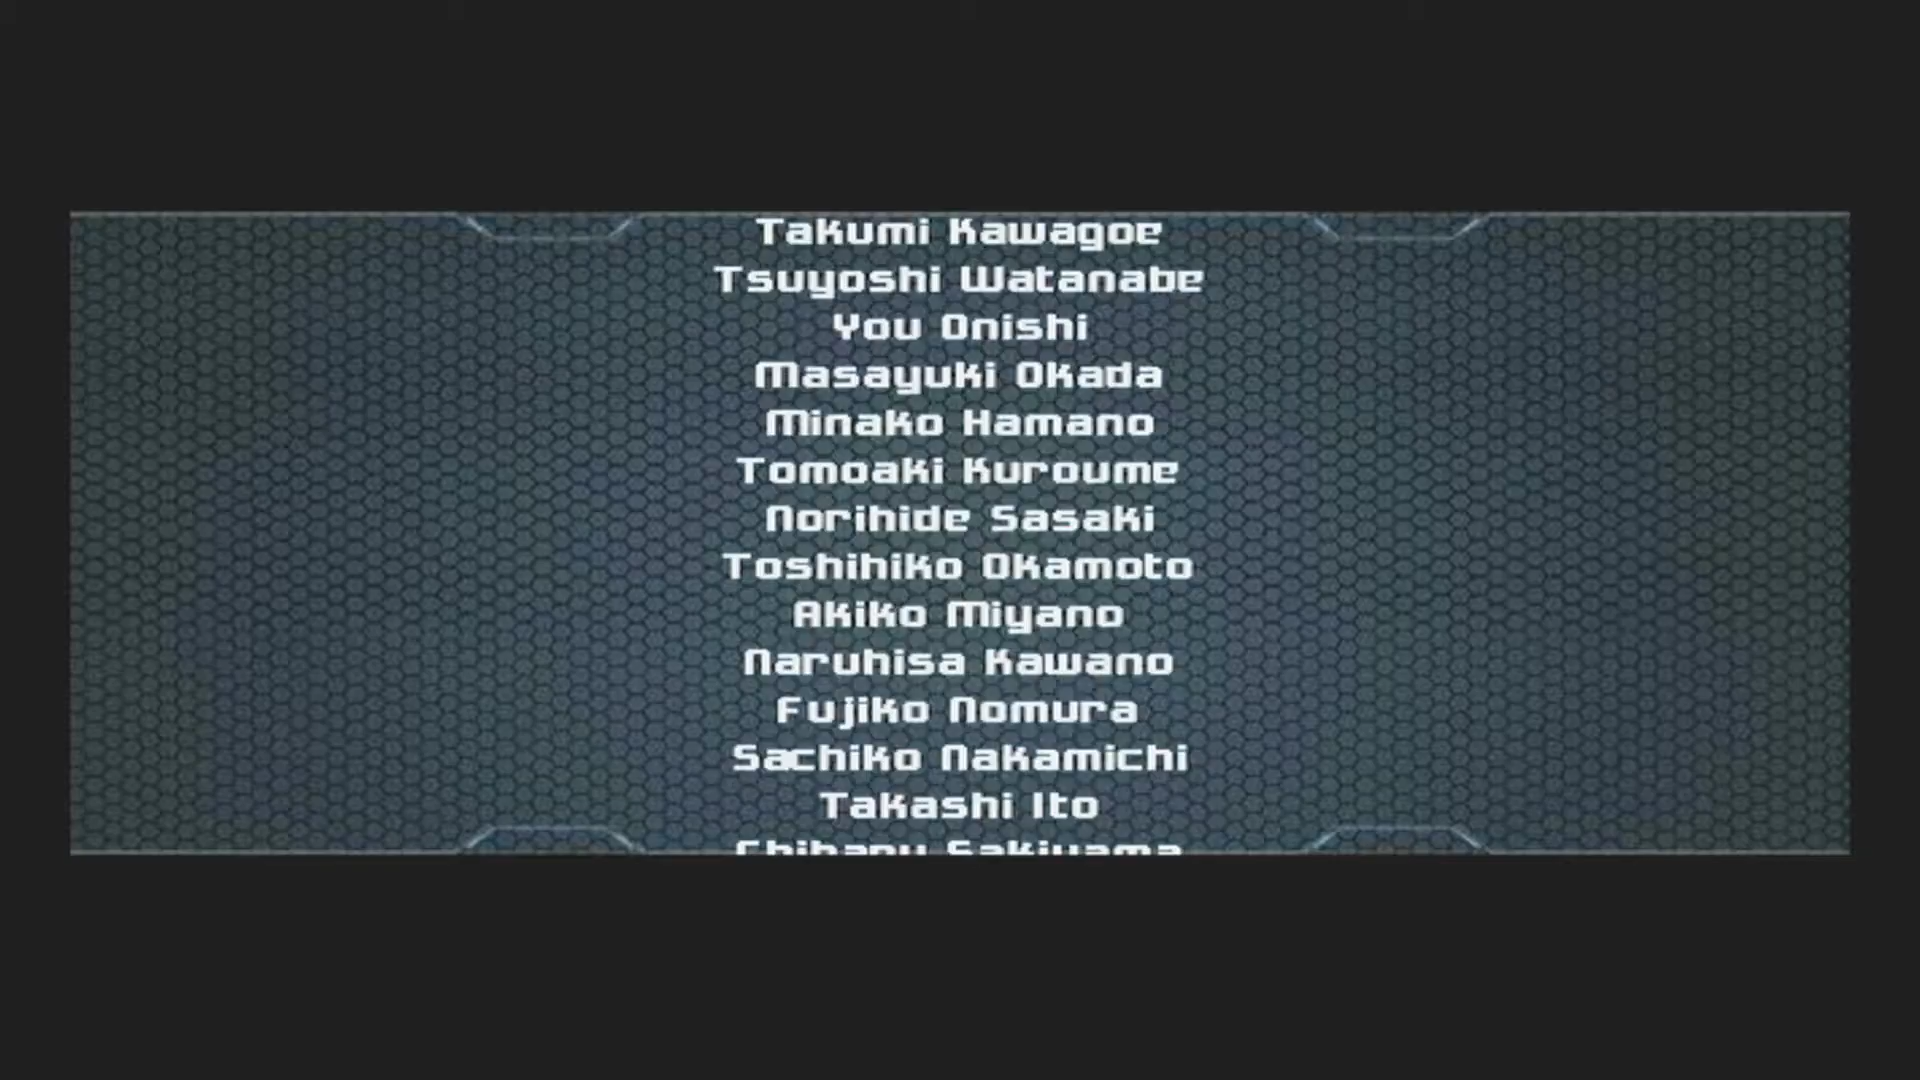 Takumi Kawagoe
Tsuyoshi Watanabe
You Onishi
Masayuki Okada
Minako Hamano
Tomoaki Kuroume
Norihide Sasaki
Toshihiko Okamoto
Akiko Miyano
Naruhisa Kawano
Fujiko Nomura
Sachiko Nakamichi
Takashi Ito